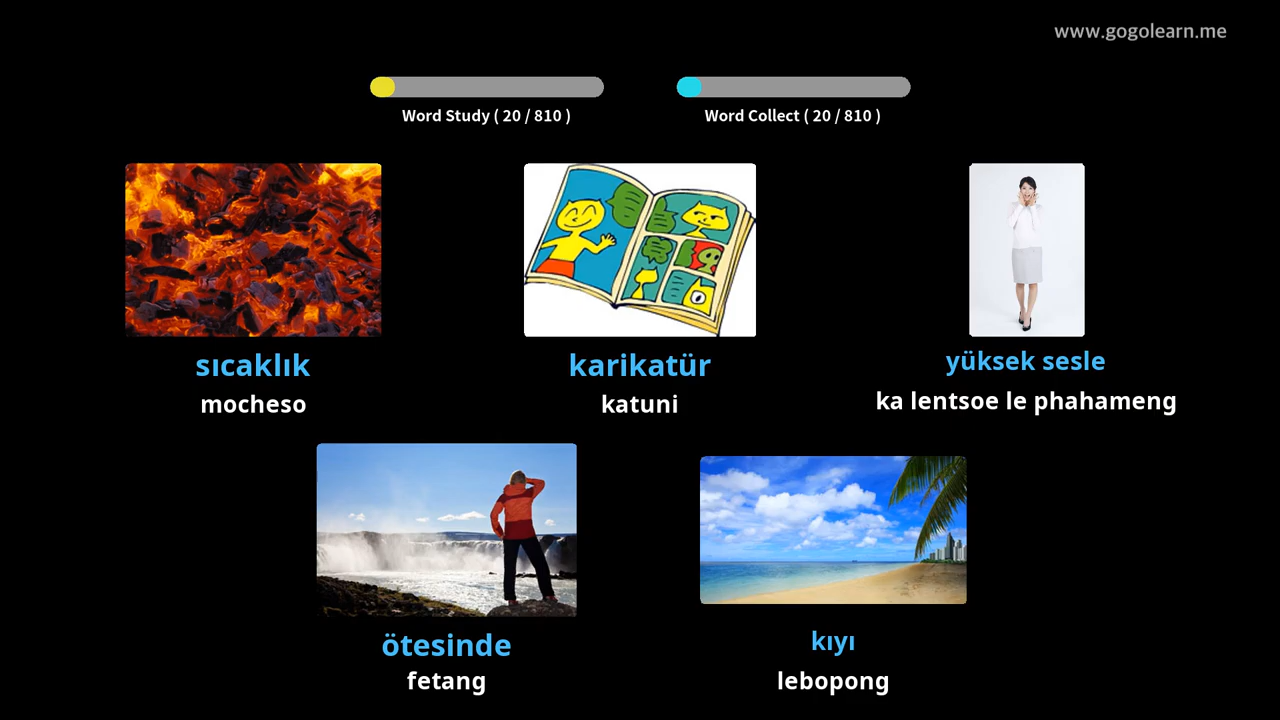 www.gogolearn.me
Word Study ( 20 / 810 )
Word Collect ( 20 / 810 )
sıcaklık
mocheso
karikatür
katuni
yüksek sesle
ka lentsoe le phahameng
ötesinde
fetang
kıyı
lebopong